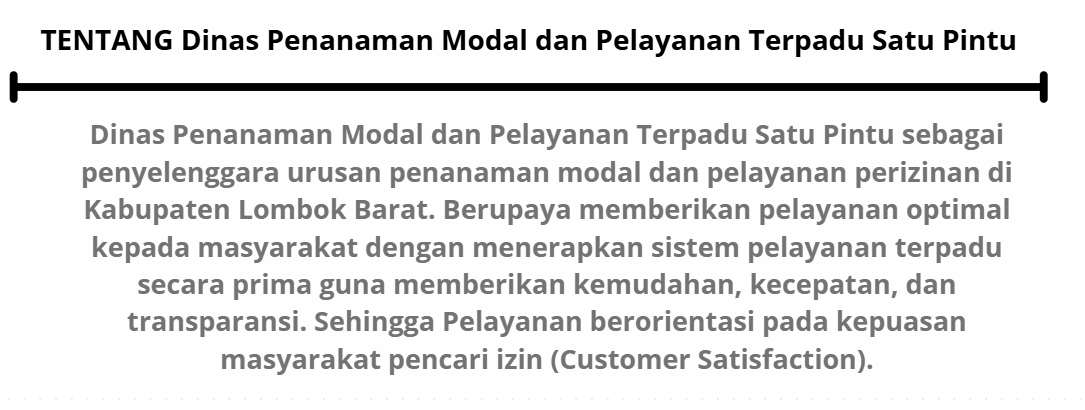 TENTANG Dinas Penanaman Modal dan Pelayanan Terpadu Satu Pintu
Dinas Penanaman Modal dan Pelayanan Terpadu Satu Pintu sebagai
penyelenggara urusan penanaman modal dan pelayanan perizinan di
Kabupaten Lombok Barat. Berupaya memberikan pelayanan optimal
kepada masyarakat dengan menerapkan sistem pelayanan terpadu
secara prima guna memberikan kemudahan, kecepatan, dan
transparansi. Sehingga Pelayanan berorientasi pada kepuasan
masyarakat pencari izin (Customer Satisfaction).